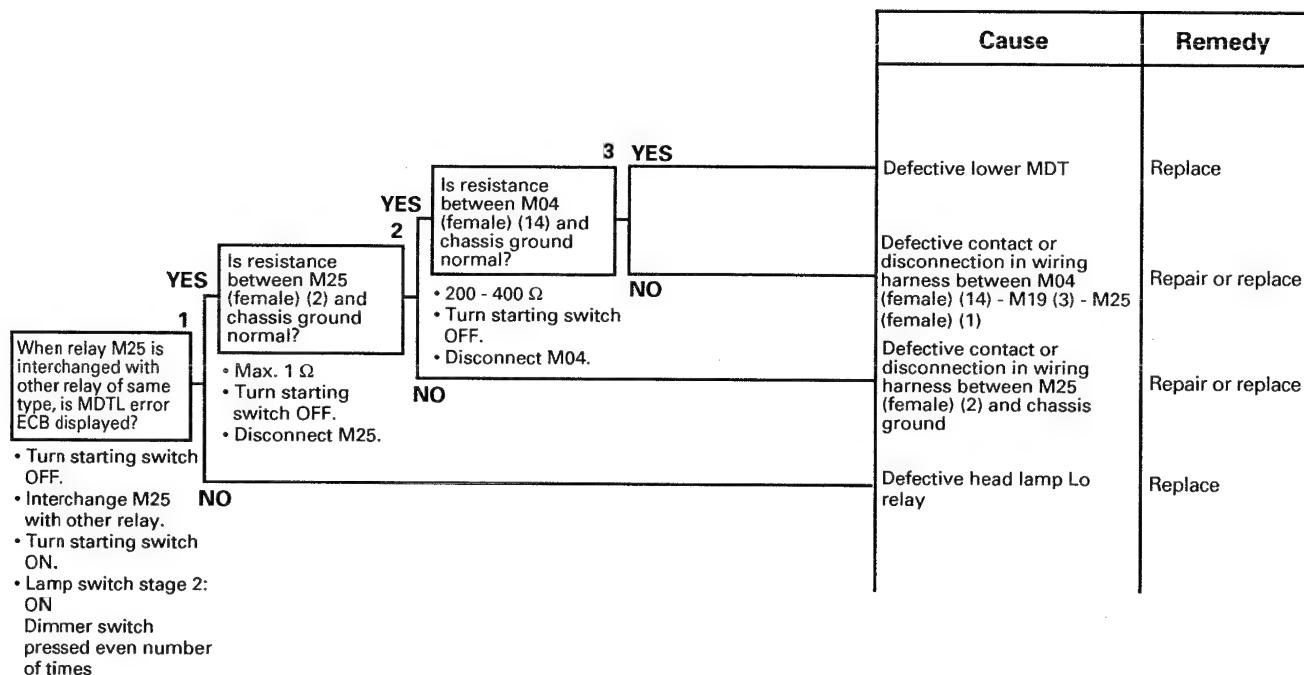 Cause
Remedy
3 YES
Is resistance
between M04
(female) (14) and
chassis ground
normal?
Defective lower MDT
Replace
YES
2
NO
• 200 - 400 Ω
• Turn starting switch
OFF.
• Disconnect M04.
Defective contact or
disconnection in wiring
harness between M04
(female) (14) - M19 (3) - M25
(female) (1)
Repair or replace
YES
1
Is resistance
between M25
(female) (2) and
chassis ground
normal?
• Max. 1 Ω
• Turn starting
switch OFF.
• Disconnect M25.
NO
Defective contact or
disconnection in wiring
harness between M25
(female) (2) and chassis
ground
Repair or replace
When relay M25 is
interchanged with
other relay of same
type, is MDTL error
ECB displayed?
• Turn starting switch
OFF.
• Interchange M25
with other relay.
• Turn starting switch
ON.
• Lamp switch stage 2:
ON
Dimmer switch
pressed even number
of times
NO
Defective head lamp Lo
relay
Replace